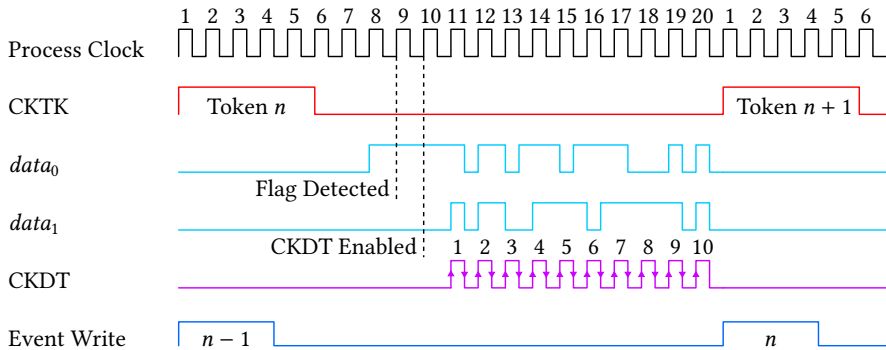 1 2 3 4 5 6 7 8 9 10 11 12 13 14 15 16 17 18 19 20 1 2 3 4 5 6
Process Clock
CKTK Token n Token n + 1
data₀
Flag Detected
data₁
CKDT Enabled 1 2 3 4 5 6 7 8 9 10
CKDT
Event Write n − 1 n